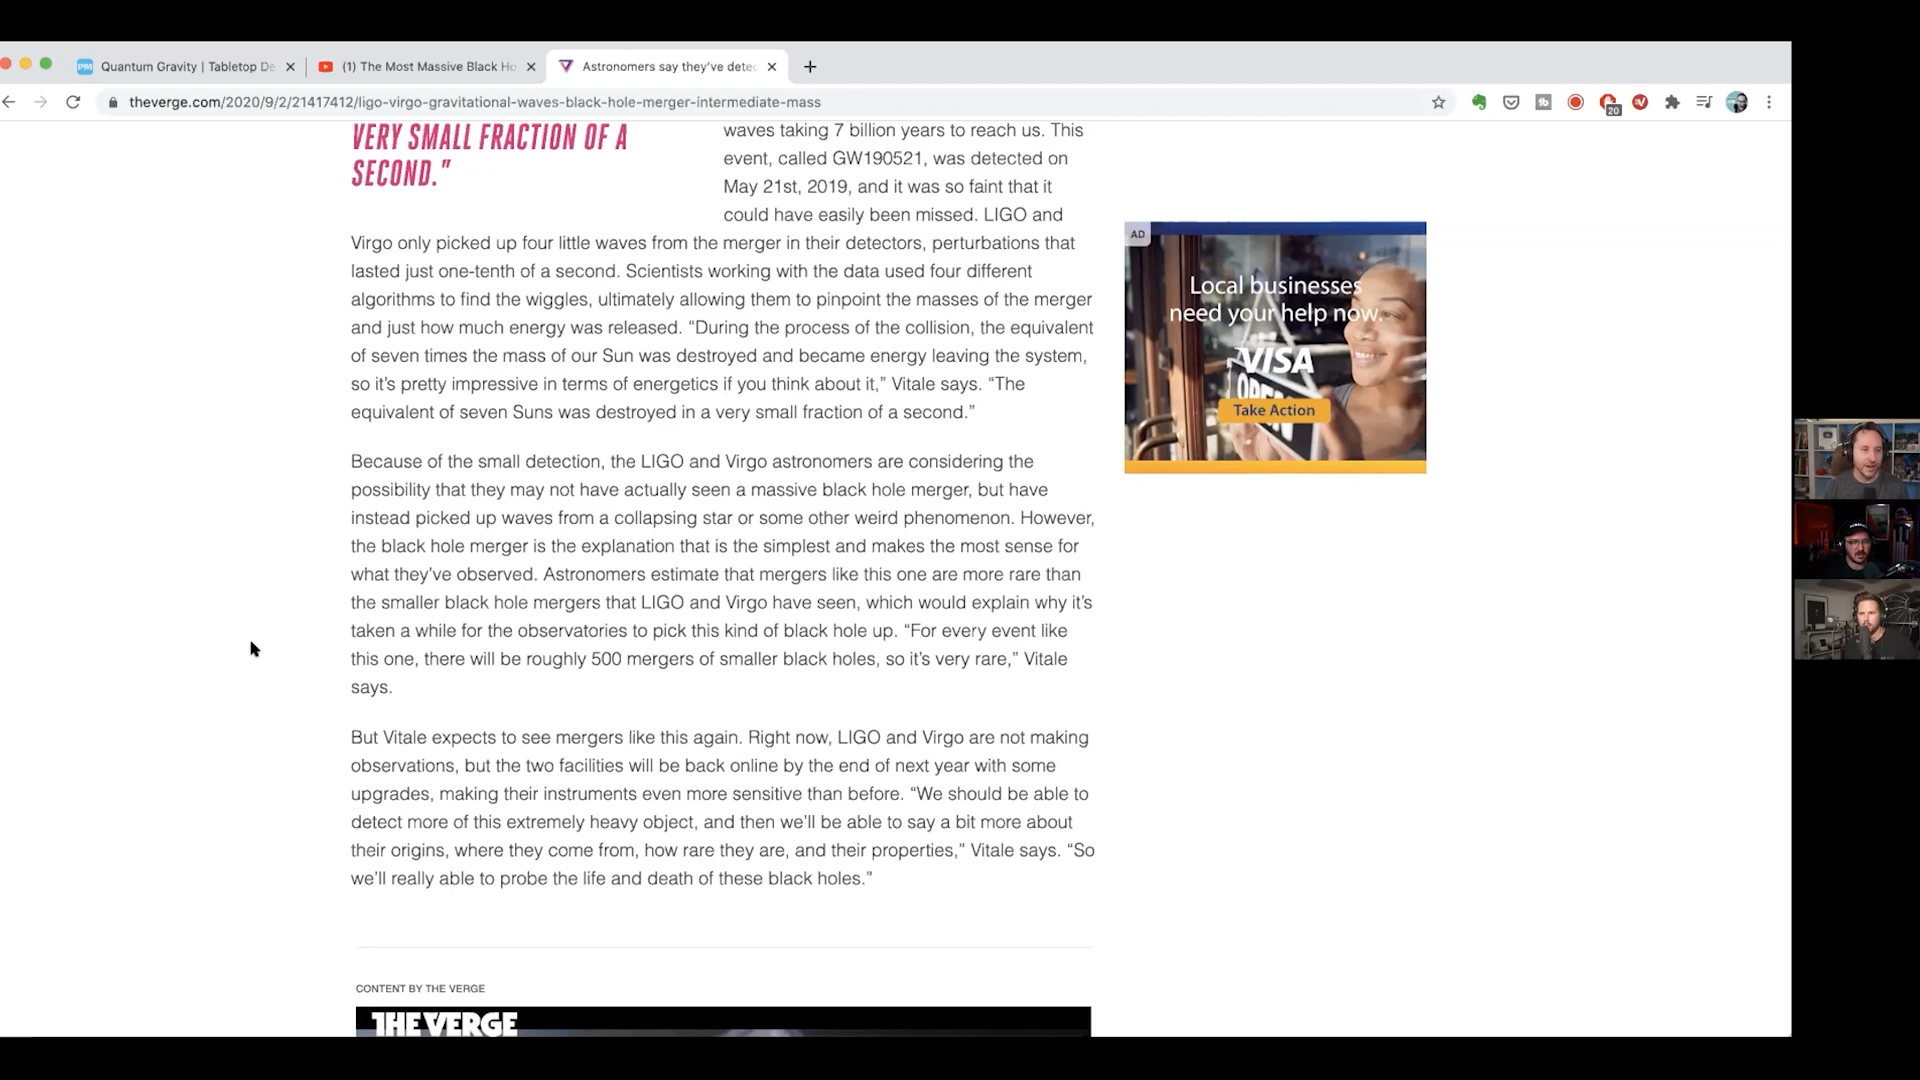 Quantum Gravity | Tabletop De
(1) The Most Massive Black Ho
Astronomers say they've detec
theverge.com/2020/9/2/21417412/ligo-virgo-gravitational-waves-black-hole-merger-intermediate-mass
20
VERY SMALL FRACTION OF A
SECOND."
waves taking 7 billion years to reach us. This
event, called GW190521, was detected on
May 21st, 2019, and it was so faint that it
could have easily been missed. LIGO and
Virgo only picked up four little waves from the merger in their detectors, perturbations that
lasted just one-tenth of a second. Scientists working with the data used four different
algorithms to find the wiggles, ultimately allowing them to pinpoint the masses of the merger
and just how much energy was released. “During the process of the collision, the equivalent
of seven times the mass of our Sun was destroyed and became energy leaving the system,
so it’s pretty impressive in terms of energetics if you think about it,” Vitale says. “The
equivalent of seven Suns was destroyed in a very small fraction of a second.”
Because of the small detection, the LIGO and Virgo astronomers are considering the
possibility that they may not have actually seen a massive black hole merger, but have
instead picked up waves from a collapsing star or some other weird phenomenon. However,
the black hole merger is the explanation that is the simplest and makes the most sense for
what they’ve observed. Astronomers estimate that mergers like this one are more rare than
the smaller black hole mergers that LIGO and Virgo have seen, which would explain why it’s
taken a while for the observatories to pick this kind of black hole up. “For every event like
this one, there will be roughly 500 mergers of smaller black holes, so it’s very rare,” Vitale
says.
But Vitale expects to see mergers like this again. Right now, LIGO and Virgo are not making
observations, but the two facilities will be back online by the end of next year with some
upgrades, making their instruments even more sensitive than before. “We should be able to
detect more of this extremely heavy object, and then we’ll be able to say a bit more about
their origins, where they come from, how rare they are, and their properties,” Vitale says. “So
we’ll really able to probe the life and death of these black holes.”
CONTENT BY THE VERGE
THE VERGE
AD
Local businesses
need your help now.
VISA
OPEN
Take Action